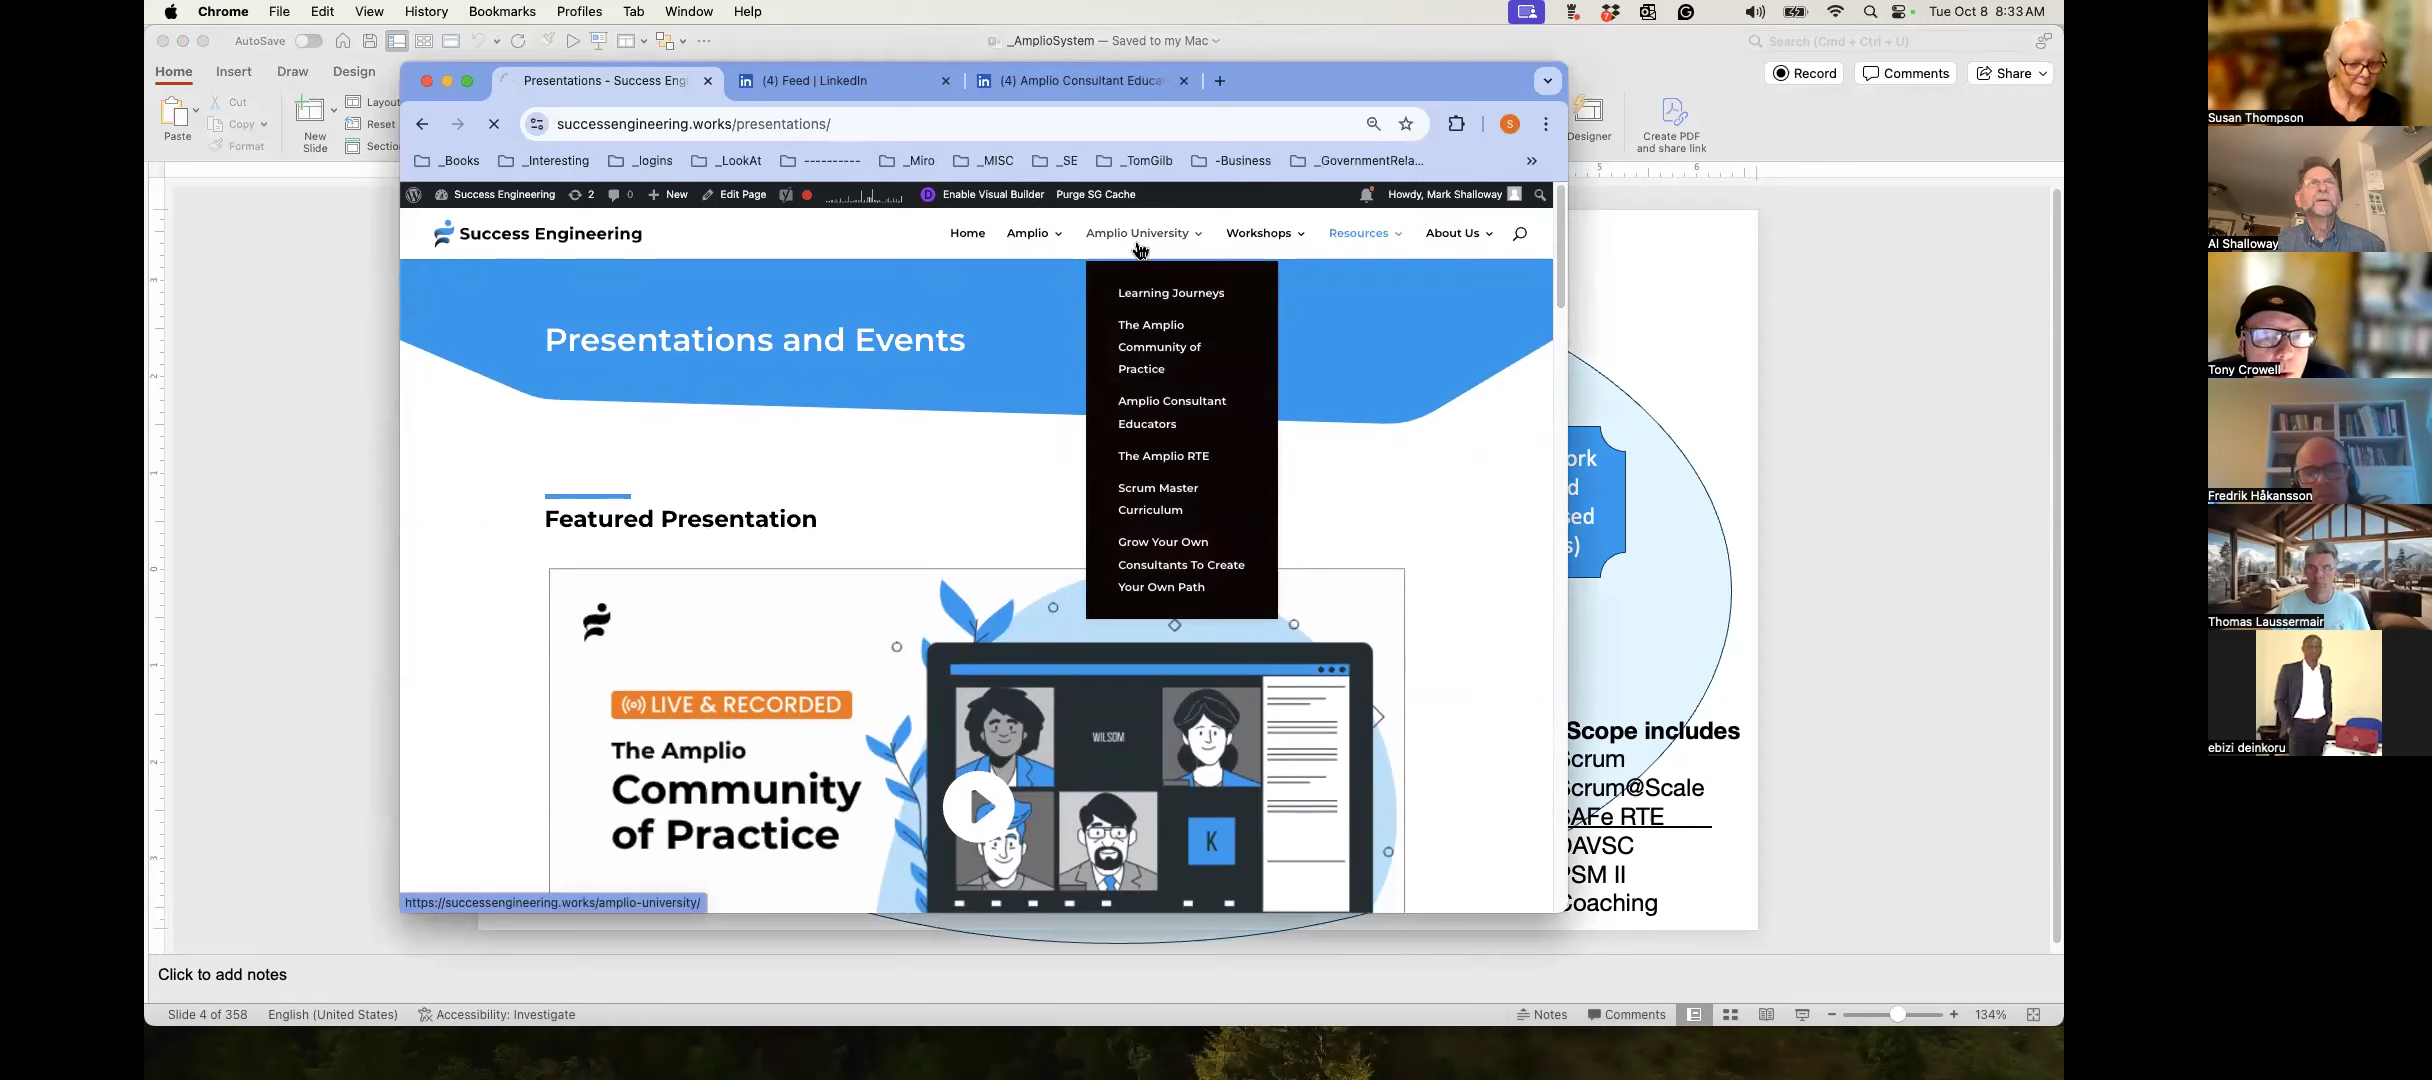 Chrome File Edit View History Bookmarks Profiles Tab Window Help
7
Tue Oct 8 8:33 AM
AutoSave
_AmplioSystem — Saved to my Mac
Search (Cmd + Ctrl + U)
Home Insert Draw Design
Record Comments Share
Paste
Cut
Copy
Format
New
Slide
Layout
Reset
Sectio
Designer
Create PDF
and share link
Presentations - Success Engi
(4) Feed | LinkedIn
(4) Amplio Consultant Educa
successengineering.works/presentations/
S
_Books _Interesting _logins _LookAt ---------- _Miro _MISC _SE _TomGilb -Business _GovernmentRela...
Success Engineering 2 0 New Edit Page Enable Visual Builder Purge SG Cache Howdy, Mark Shalloway
Success Engineering
Home Amplio Amplio University Workshops Resources About Us
Learning Journeys
The Amplio
Community of
Practice
Amplio Consultant
Educators
The Amplio RTE
Scrum Master
Curriculum
Grow Your Own
Consultants To Create
Your Own Path
Presentations and Events
Featured Presentation
LIVE & RECORDED
The Amplio
Community
of Practice
WILSOM
K
https://successengineering.works/amplio-university/
ork
d
sed
s)
Scope includes
Scrum
Scrum@Scale
SAFe RTE
DAVSC
PSM II
Coaching
Click to add notes
Slide 4 of 358 English (United States) Accessibility: Investigate
Notes Comments 134%
Susan Thompson
Al Shalloway
Tony Crowell
Fredrik Håkansson
Thomas Laussermair
ebizi deinkoru